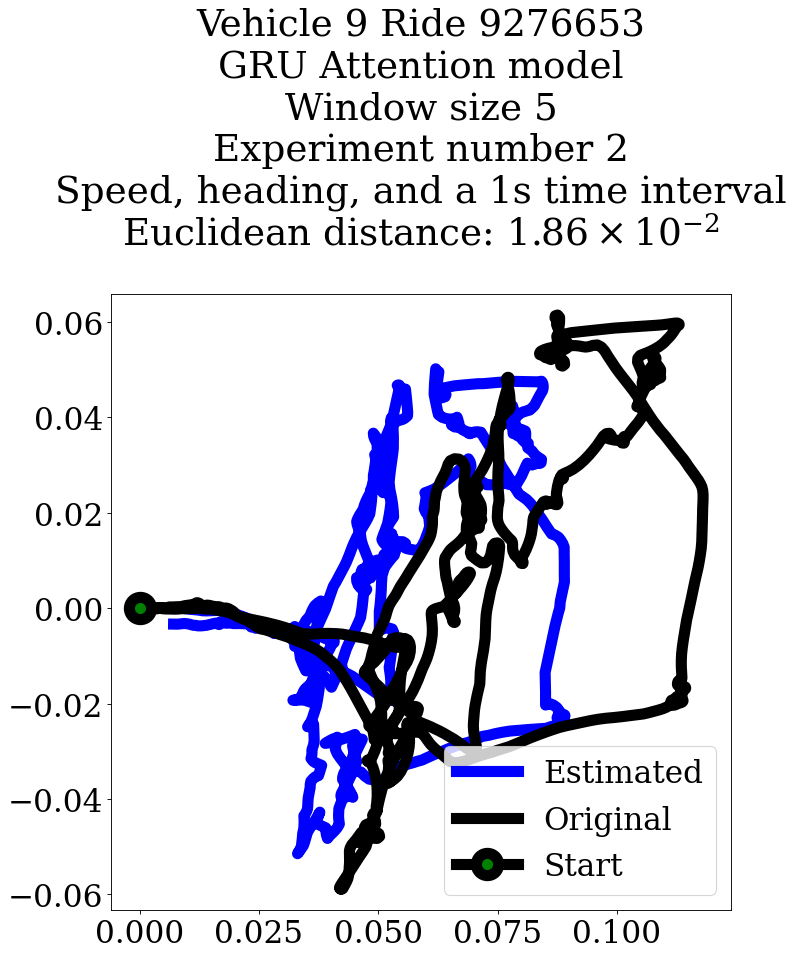 Vehicle 9 Ride 9276653
GRU Attention model
Window size 5
Experiment number 2
Speed, heading, and a 1s time interval
Euclidean distance: 1.86 × 10⁻²
0.06
0.04
0.02
0.00
−0.02
−0.04
−0.06
Estimated
Original
Start
0.000 0.025 0.050 0.075 0.100